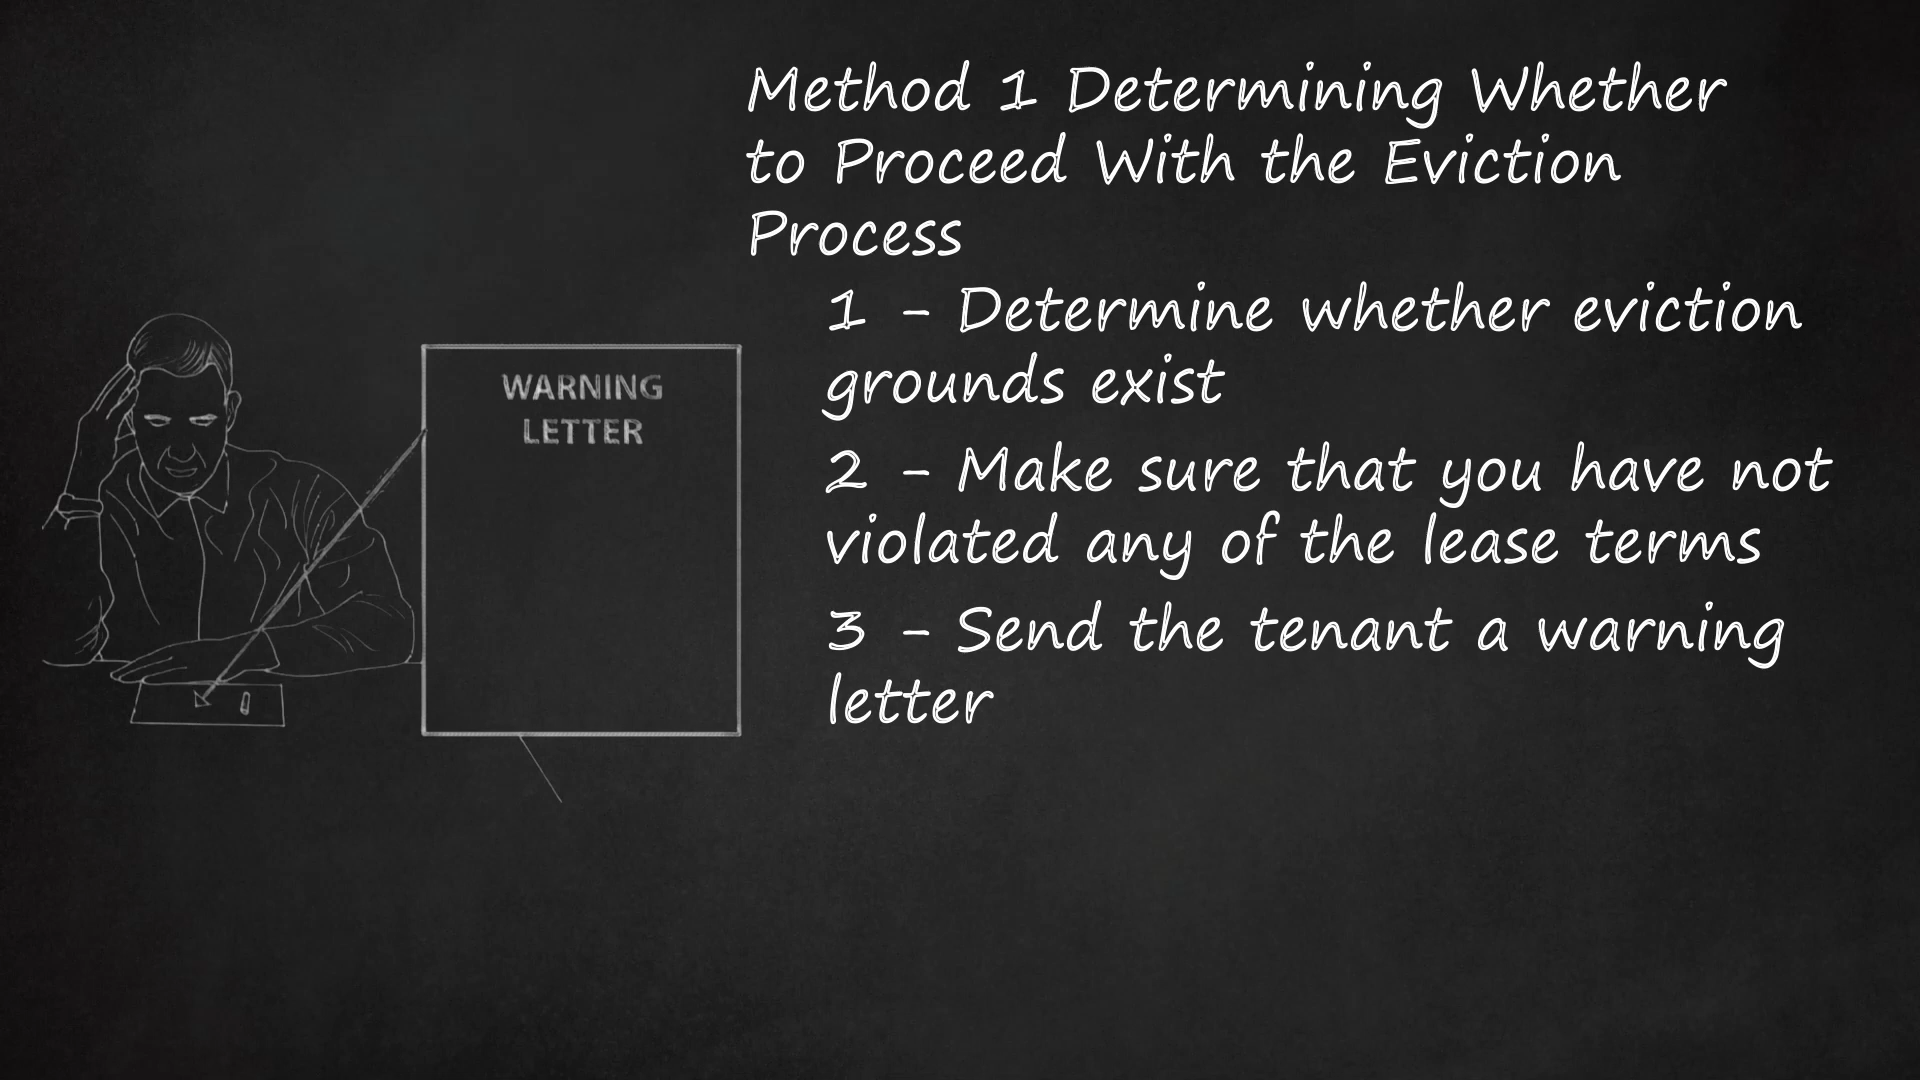 Method 1 Determining Whether
to Proceed With the Eviction
Process
1 - Determine whether eviction
grounds exist
2 - Make sure that you have not
violated any of the lease terms
3 - Send the tenant a warning
letter
WARNING
LETTER